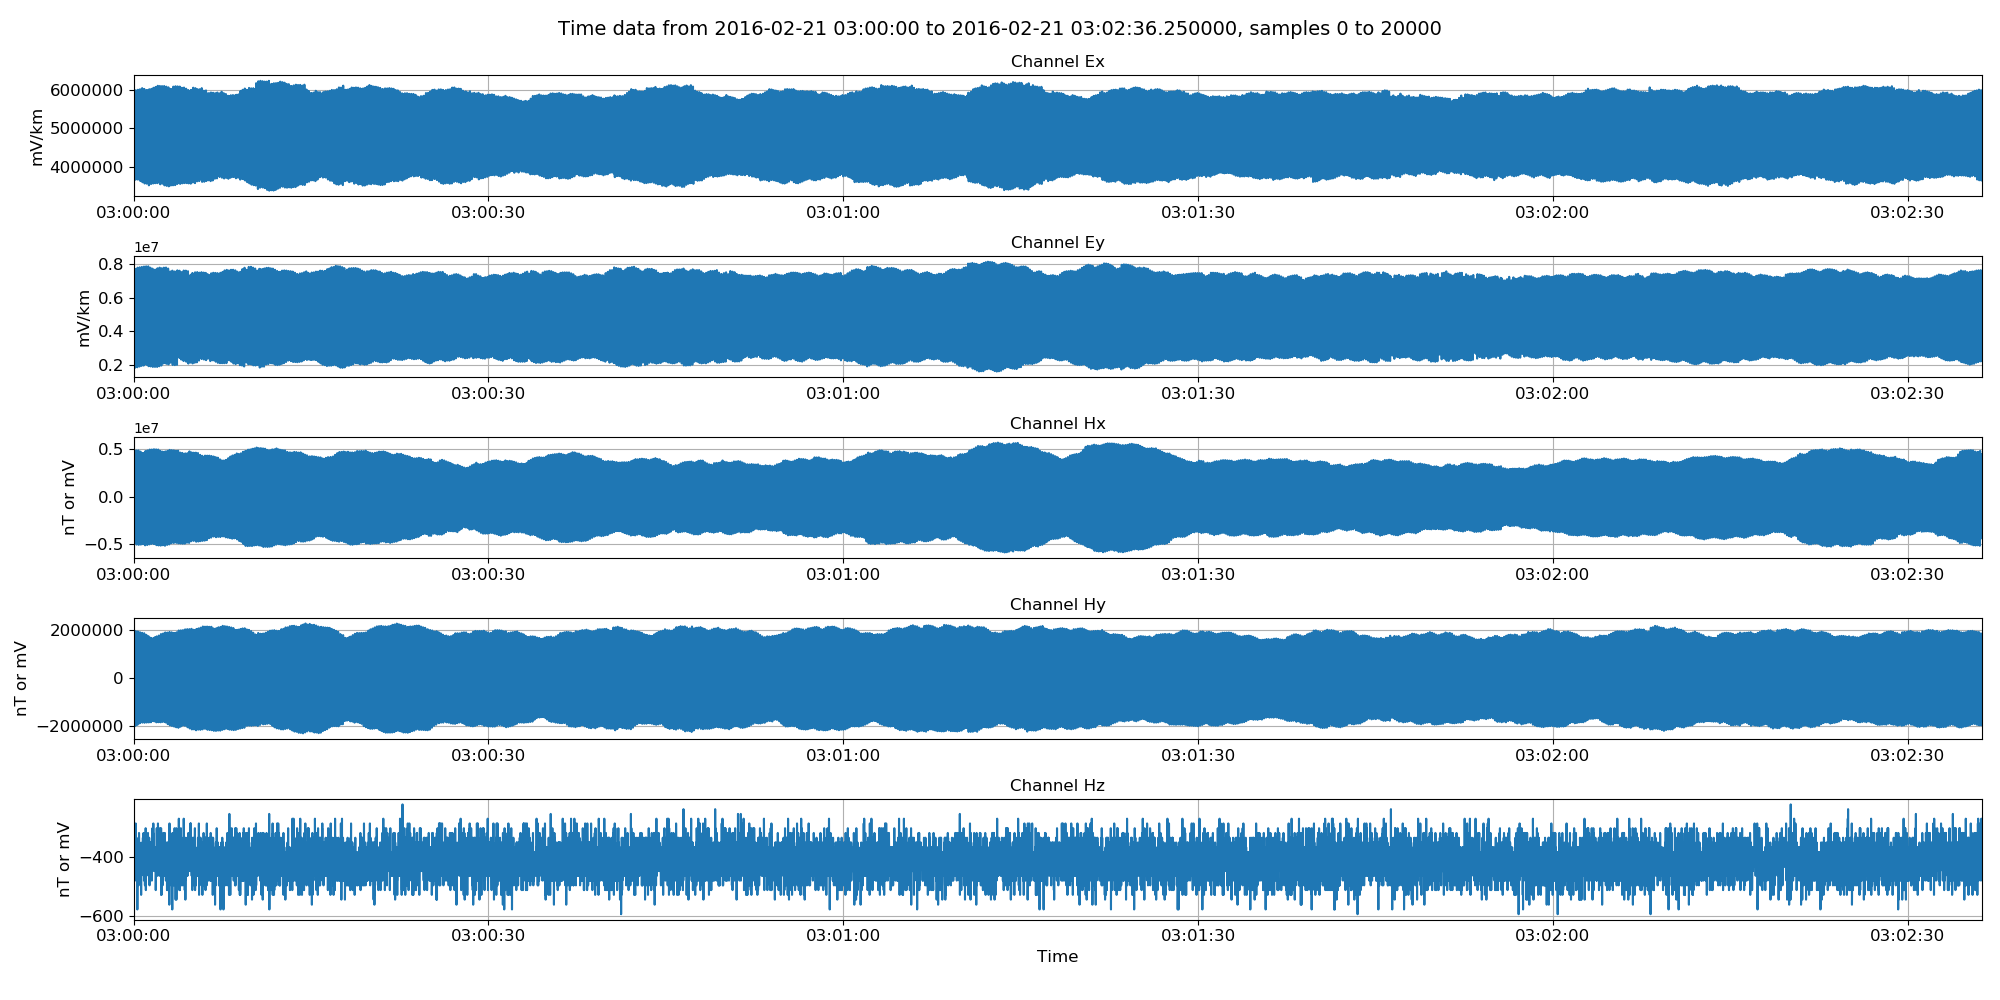 Time data from 2016-02-21 03:00:00 to 2016-02-21 03:02:36.250000, samples 0 to 20000
Channel Ex
mV/km
6000000
5000000
4000000
03:00:00 03:00:30 03:01:00 03:01:30 03:02:00 03:02:30
1e7
Channel Ey
mV/km
0.8
0.6
0.4
0.2
03:00:00 03:00:30 03:01:00 03:01:30 03:02:00 03:02:30
1e7
Channel Hx
nT or mV
0.5
0.0
−0.5
03:00:00 03:00:30 03:01:00 03:01:30 03:02:00 03:02:30
Channel Hy
nT or mV
2000000
0
−2000000
03:00:00 03:00:30 03:01:00 03:01:30 03:02:00 03:02:30
Channel Hz
nT or mV
−400
−600
03:00:00 03:00:30 03:01:00 03:01:30 03:02:00 03:02:30
Time